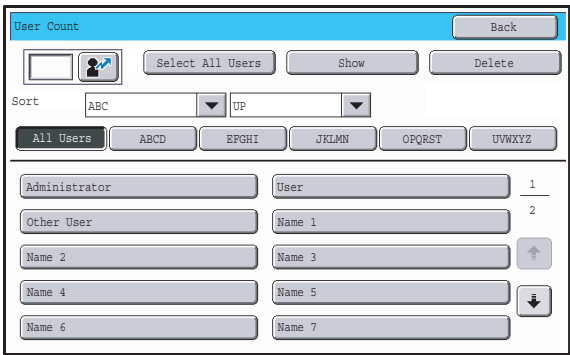 User Count Back
Select All Users Show Delete
Sort ABC UP
All Users ABCD EFGHI JKLMN OPQRST UVWXYZ
Administrator User 1
Other User Name 1 2
Name 2 Name 3
Name 4 Name 5
Name 6 Name 7